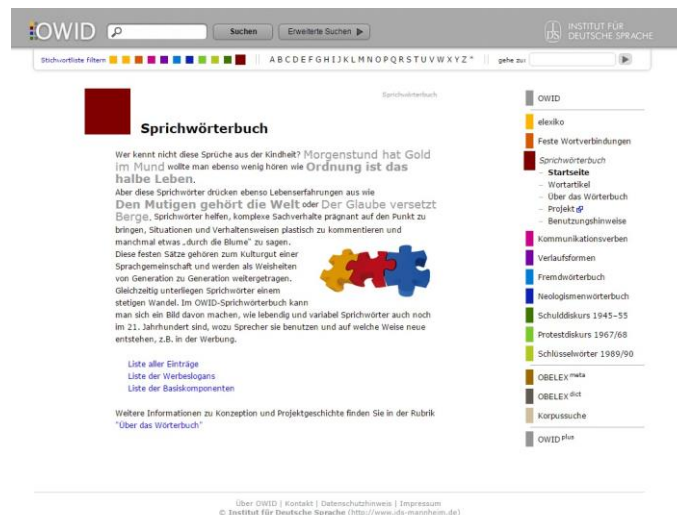 OWID
Suchen
Erweiterte Suchen
INSTITUT FÜR
DEUTSCHE SPRACHE
Stichwortliste filtern
A B C D E F G H I J K L M N O P Q R S T U V W X Y Z *
gehe zu:
Sprichwörterbuch
Sprichwörterbuch
Wer kennt nicht diese Sprüche aus der Kindheit? Morgenstund hat Gold
im Mund wollte man ebenso wenig hören wie Ordnung ist das
halbe Leben.
Aber diese Sprichwörter drücken ebenso Lebenserfahrungen aus wie
Den Mutigen gehört die Welt oder Der Glaube versetzt
Berge. Sprichwörter helfen, komplexe Sachverhalte prägnant auf den Punkt zu
bringen, Situationen und Verhaltensweisen plastisch zu kommentieren und
manchmal etwas „durch die Blume" zu sagen.
Diese festen Sätze gehören zum Kulturgut einer
Sprachgemeinschaft und werden als Weisheiten
von Generation zu Generation weitergetragen.
Gleichzeitig unterliegen Sprichwörter einem
stetigen Wandel. Im OWID-Sprichwörterbuch kann
man sich ein Bild davon machen, wie lebendig und variabel Sprichwörter auch noch
im 21. Jahrhundert sind, wozu Sprecher sie benutzen und auf welche Weise neue
entstehen, z.B. in der Werbung.
Liste aller Einträge
Liste der Werbeslogans
Liste der Basiskomponenten
Weitere Informationen zu Konzeption und Projektgeschichte finden Sie in der Rubrik
"Über das Wörterbuch"
OWID
elexiko
Feste Wortverbindungen
Sprichwörterbuch
– Startseite
– Wortartikel
– Über das Wörterbuch
– Projekt
– Benutzungshinweise
Kommunikationsverben
Verlaufsformen
Fremdwörterbuch
Neologismenwörterbuch
Schulddiskurs 1945–55
Protestdiskurs 1967/68
Schlüsselwörter 1989/90
OBELEX meta
OBELEX dict
Korpussuche
OWID plus
Über OWID | Kontakt | Datenschutzhinweis | Impressum
© Institut für Deutsche Sprache (http://www.ids-mannheim.de)